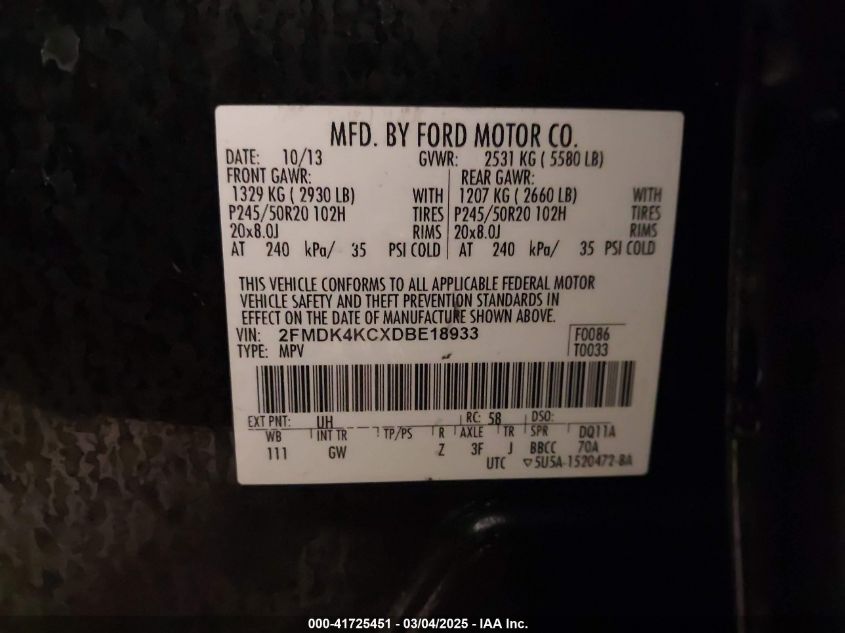 MFD. BY FORD MOTOR CO.
DATE: 10/13 GVWR: 2531 KG ( 5580 LB)
FRONT GAWR: REAR GAWR:
1329 KG ( 2930 LB) WITH 1207 KG ( 2660 LB) WITH
P245/50R20 102H TIRES P245/50R20 102H TIRES
20x8.0J RIMS 20x8.0J RIMS
AT 240 kPa/ 35 PSI COLD AT 240 kPa/ 35 PSI COLD
THIS VEHICLE CONFORMS TO ALL APPLICABLE FEDERAL MOTOR
VEHICLE SAFETY AND THEFT PREVENTION STANDARDS IN
EFFECT ON THE DATE OF MANUFACTURE SHOWN ABOVE.
VIN: 2FMDK4KCXDBE18933 F0086
TYPE: MPV T0033
EXT PNT: UH RC: 58 DSO:
WB INT TR TP/PS R AXLE TR SPR DQ11A
111 GW Z 3F J BBCC 70A
UTC ▽5U5A-1520472-BA
000-41725451 - 03/04/2025 - IAA Inc.